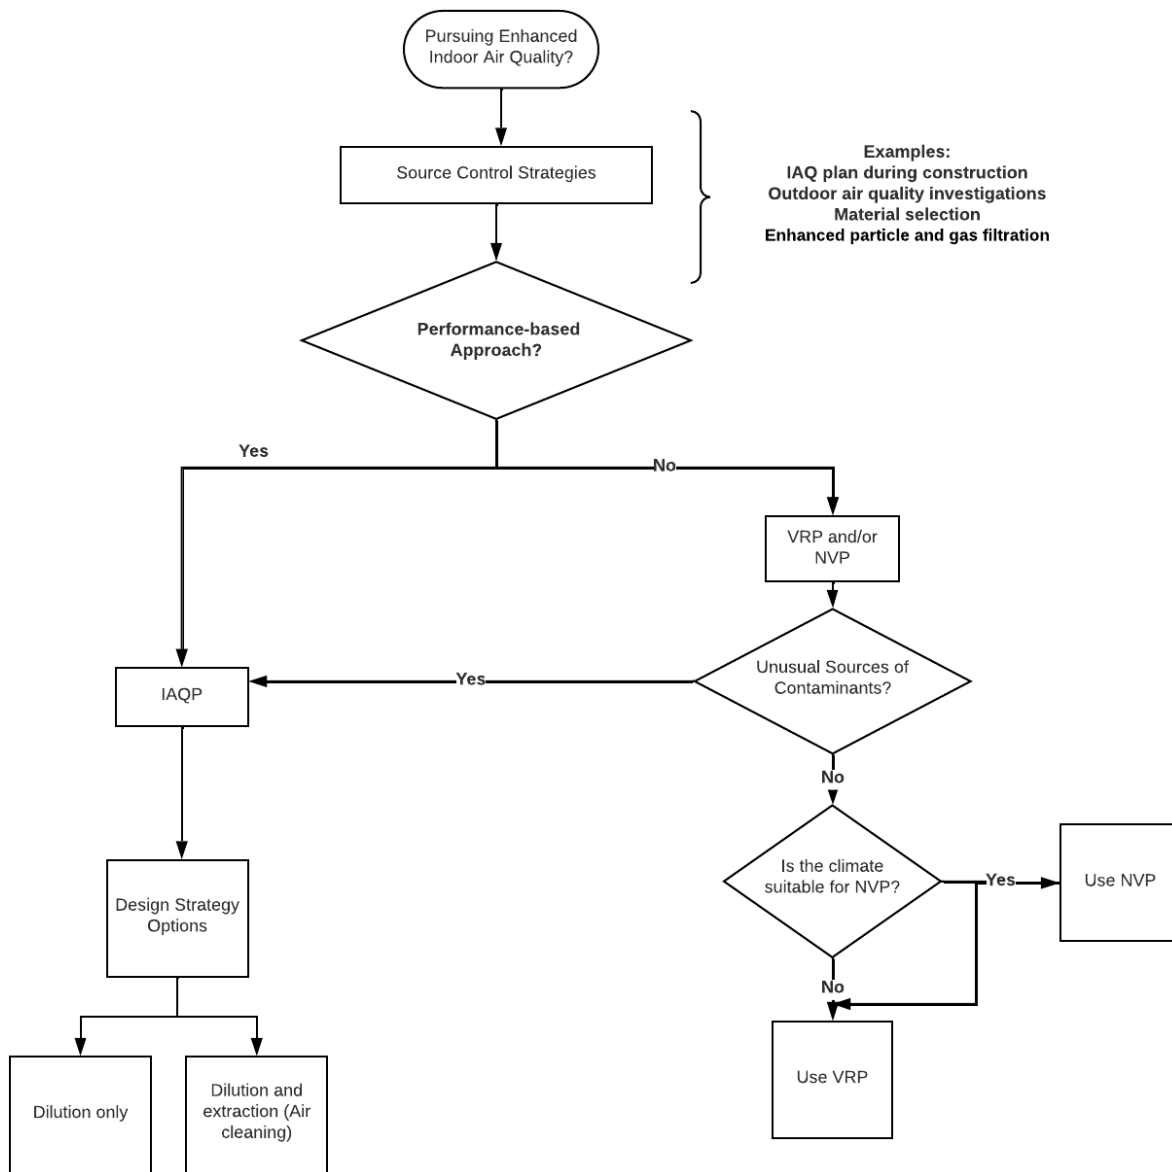 Pursuing Enhanced
Indoor Air Quality?
Source Control Strategies
Examples:
IAQ plan during construction
Outdoor air quality investigations
Material selection
Enhanced particle and gas filtration
Performance-based
Approach?
Yes
No
VRP and/or
NVP
Unusual Sources of
Contaminants?
Yes
IAQP
No
Is the climate
suitable for NVP?
Yes
Use NVP
Design Strategy
Options
No
Use VRP
Dilution only
Dilution and
extraction (Air
cleaning)